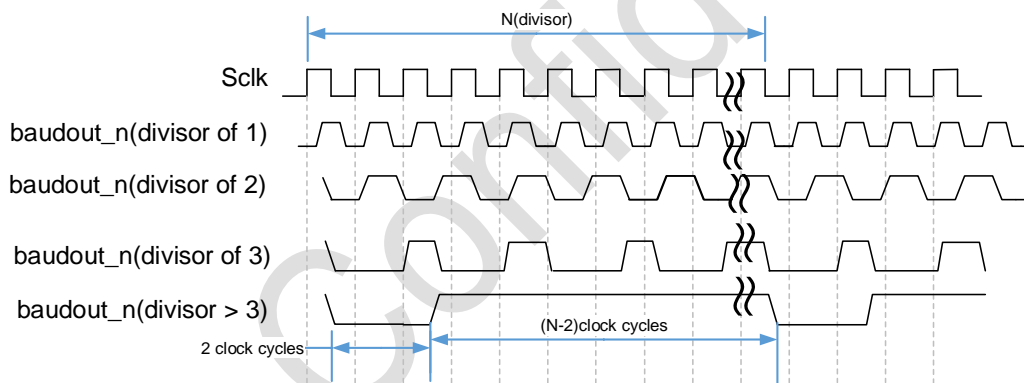 N(divisor)
Sclk
baudout_n(divisor of 1)
baudout_n(divisor of 2)
baudout_n(divisor of 3)
baudout_n(divisor > 3)
(N-2)clock cycles
2 clock cycles
Confid